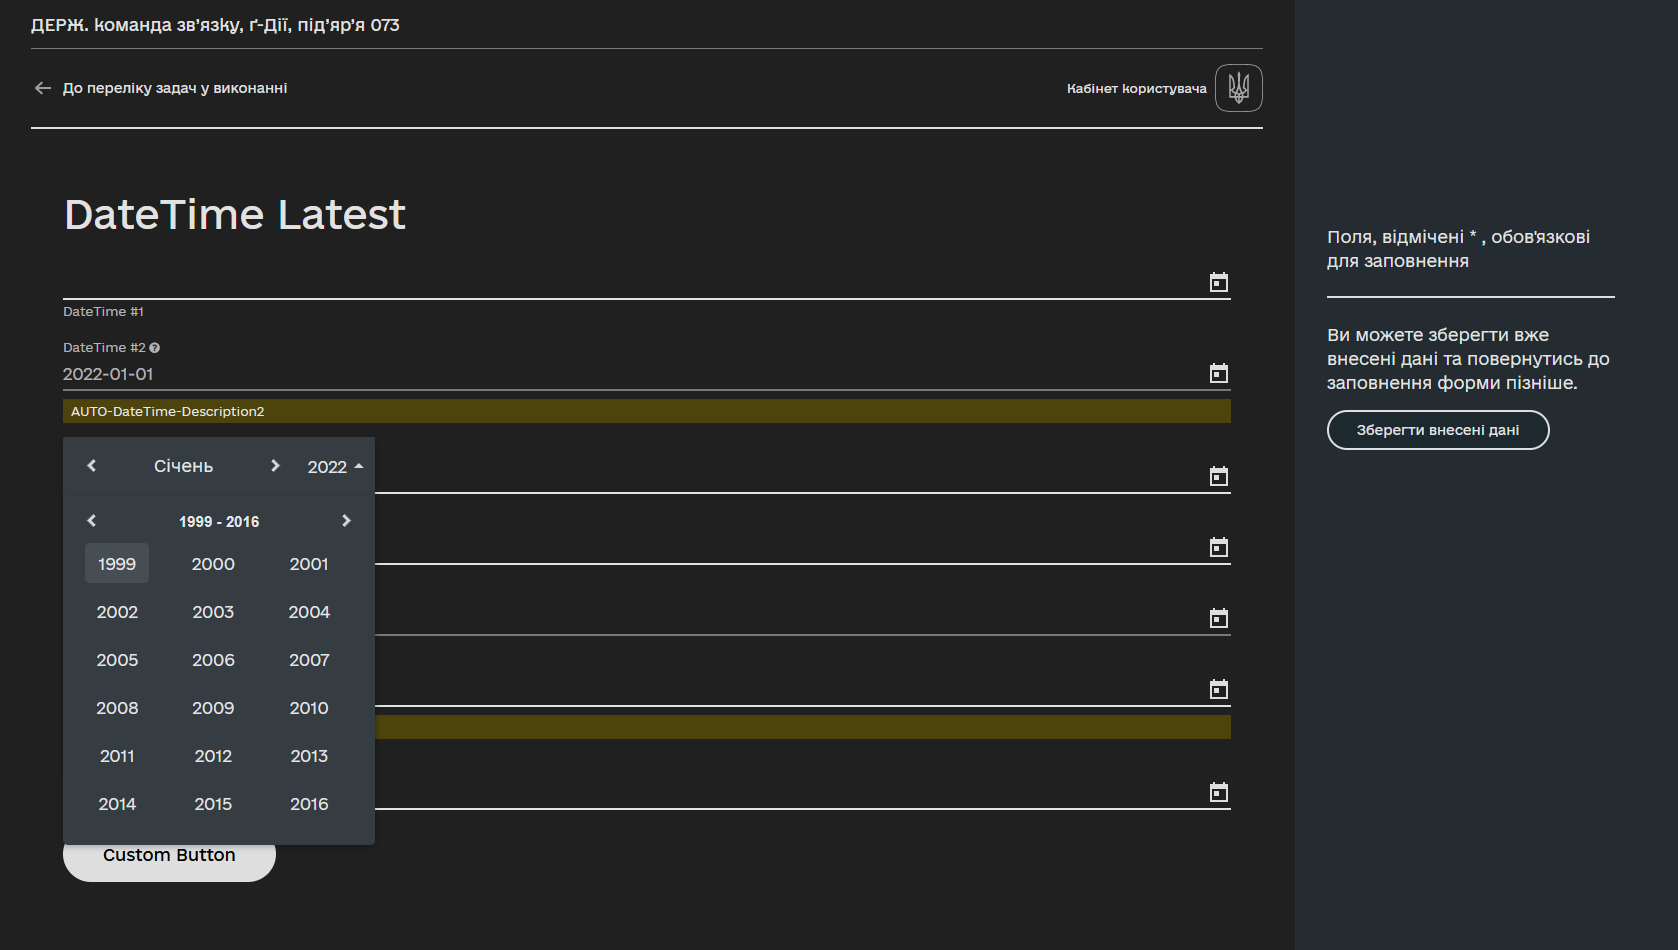 ДЕРЖ. команда зв’язку, ґ-Дії, під’яр’я 073
До переліку задач у виконанні
Кабінет користувача
DateTime Latest
DateTime #1
DateTime #2
2022-01-01
AUTO-DateTime-Description2
Січень 2022
1999 - 2016
1999 2000 2001
2002 2003 2004
2005 2006 2007
2008 2009 2010
2011 2012 2013
2014 2015 2016
Custom Button
Поля, відмічені * , обов'язкові
для заповнення
Ви можете зберегти вже
внесені дані та повернутись до
заповнення форми пізніше.
Зберегти внесені дані